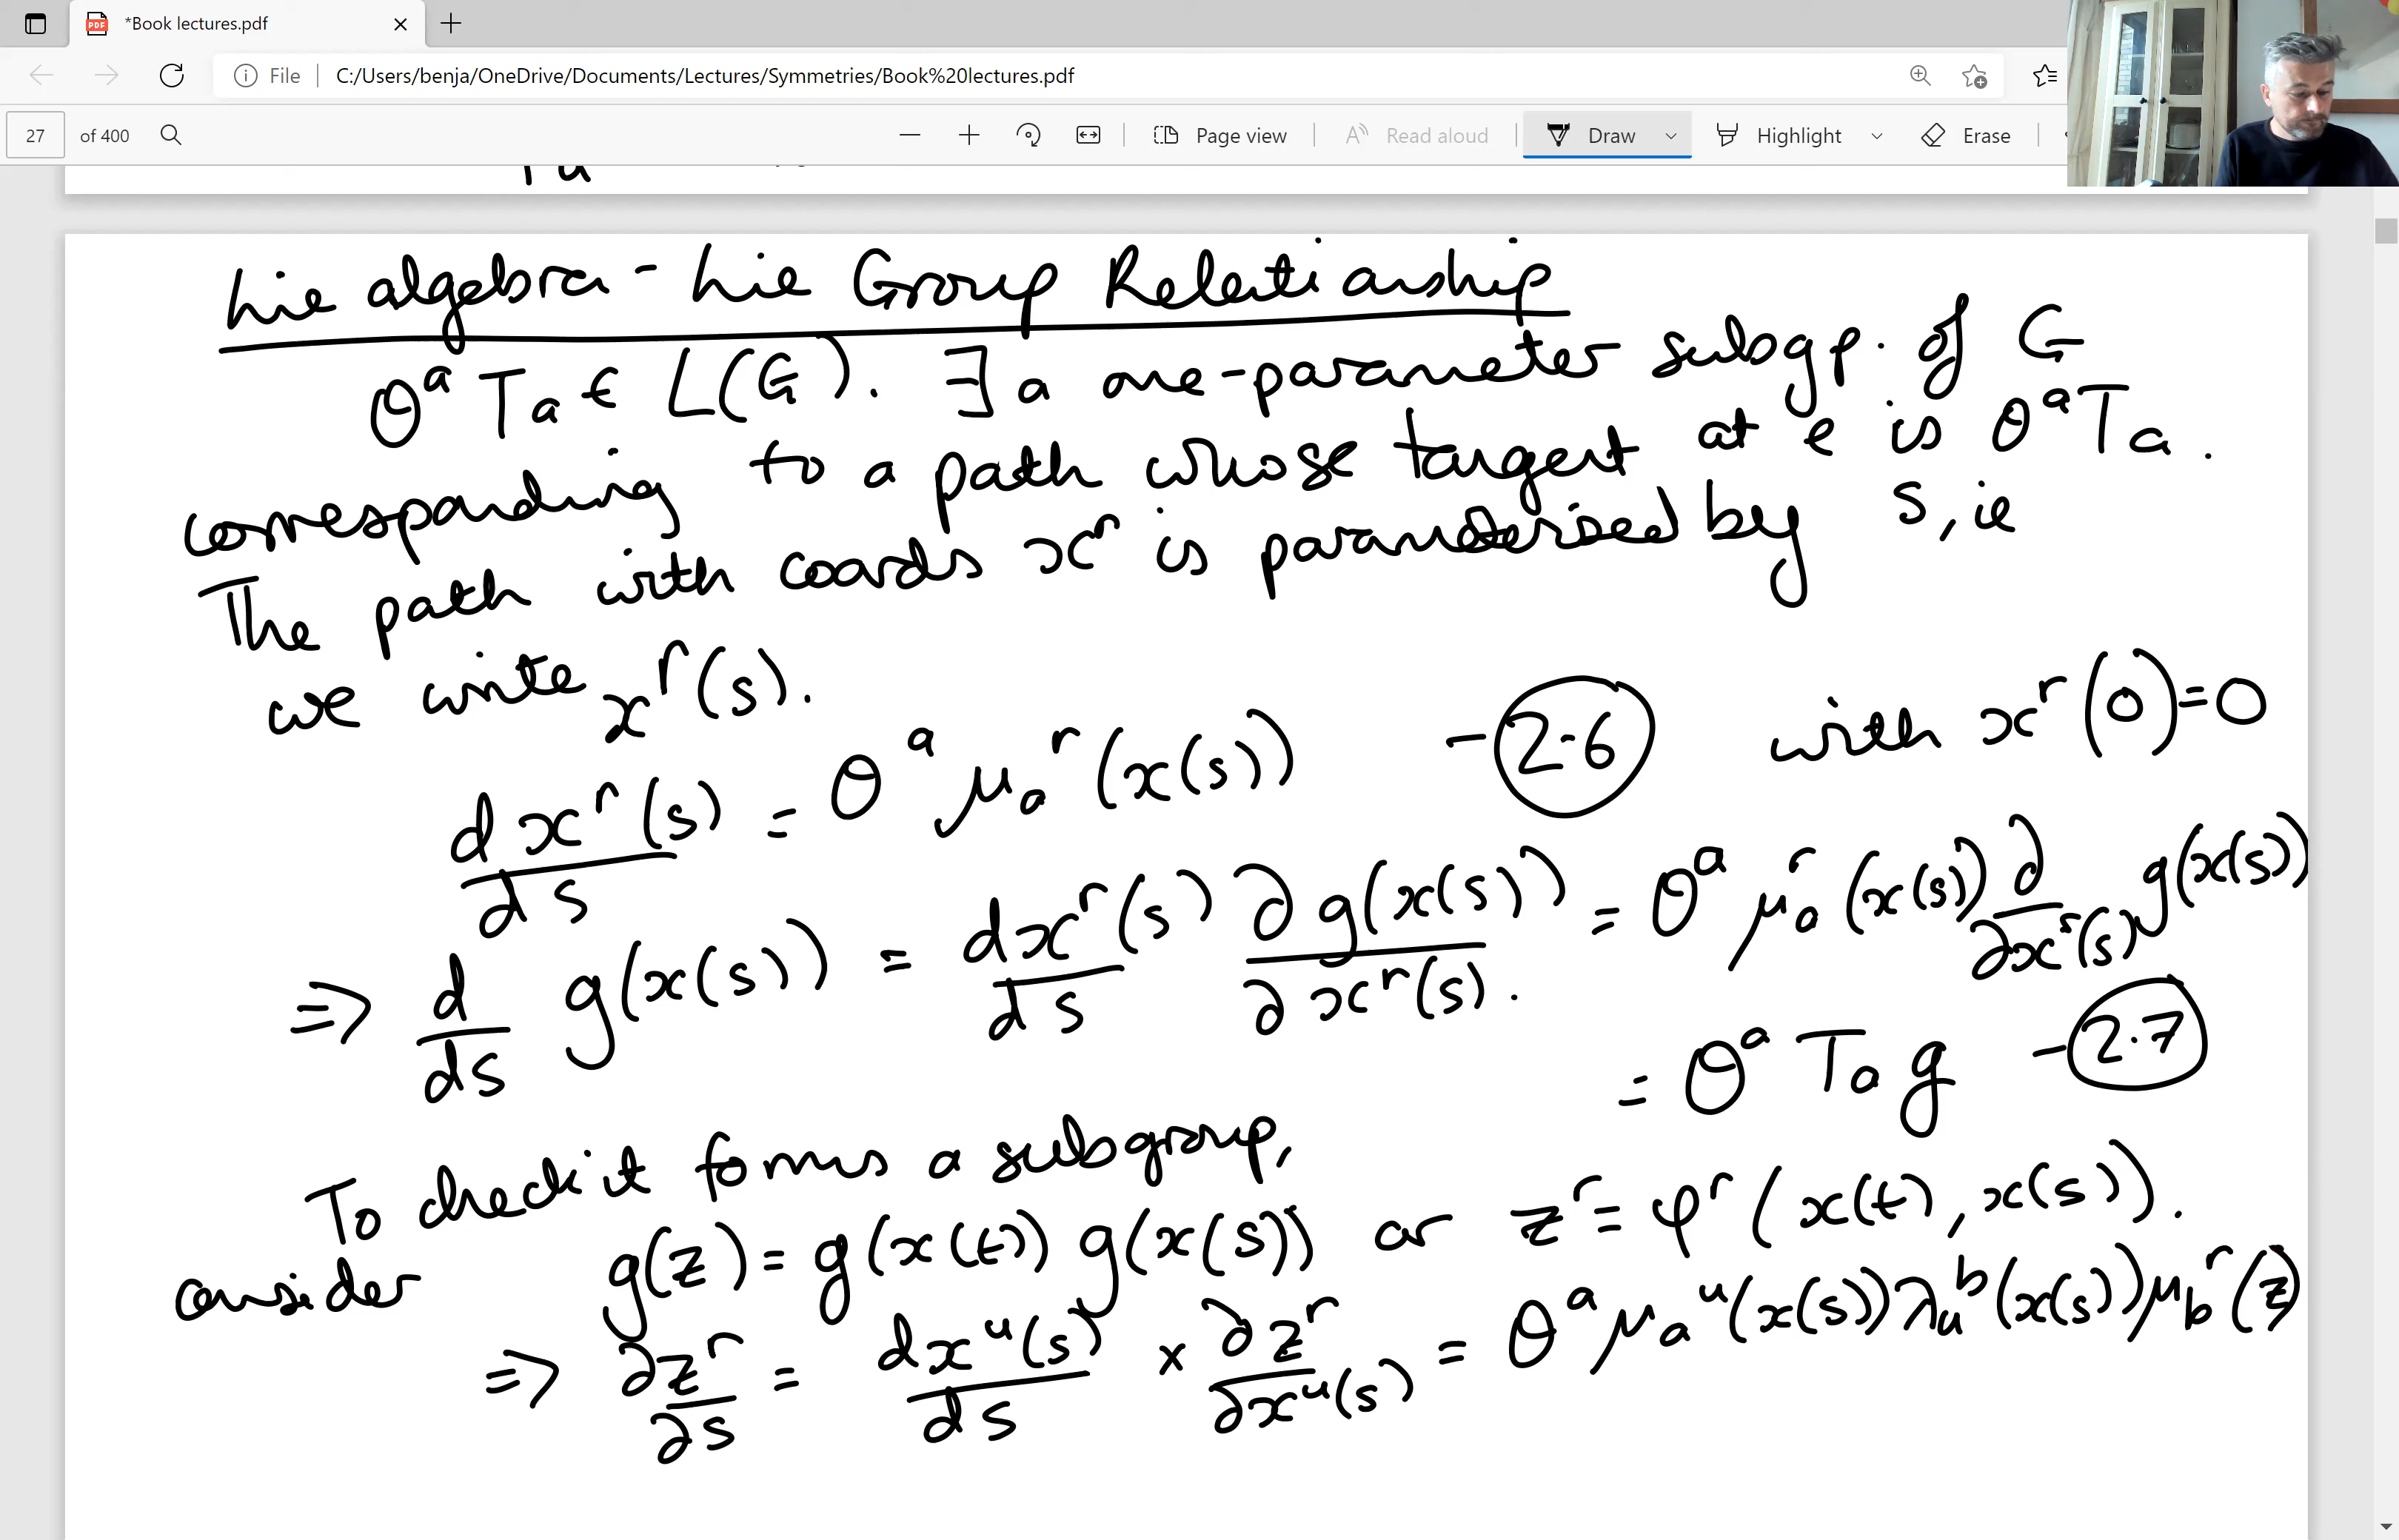 *Book lectures.pdf
File C:/Users/benja/OneDrive/Documents/Lectures/Symmetries/Book%20lectures.pdf
27 of 400 Page view Read aloud Draw Highlight Erase
Lie algebra - Lie Group Relationship
θ^a T_a ∈ L(G). ∃ a one-parameter subgp. of G
corresponding to a path whose tangent at e is θ^a T_a.
The path with coords x^r is parameterised by s, ie
we write x^r(s).
dx^r(s)/ds = θ^a μ_a^r(x(s)) - 2.6 with x^r(0)=0
=> d/ds g(x(s)) = dx^r(s)/ds ∂g(x(s))/∂x^r(s). = θ^a μ_a^r(x(s)) ∂/∂x^r(s) g(x(s))
= θ^a T_a g - 2.7
To check it forms a subgroup,
consider g(z) = g(x(t)) g(x(s)) or z^r = φ^r(x(t), x(s)).
=> ∂z^r/∂s = dx^u(s)/ds × ∂z^r/∂x^u(s) = θ^a μ_a^u(x(s)) λ_u^b(x(s)) μ_b^r(z)